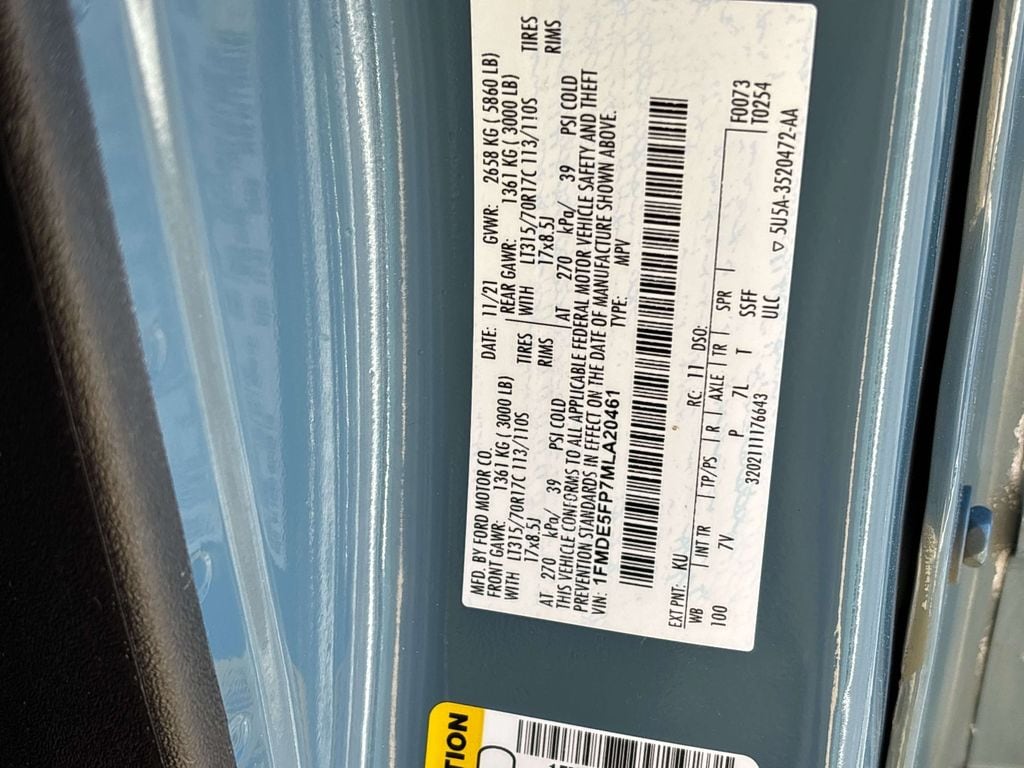 MFD. BY FORD MOTOR CO.
DATE: 11/21 GVWR: 2658 KG ( 5860 LB)
FRONT GAWR: 1361 KG( 3000 LB) REAR GAWR: 1361 KG ( 3000 LB)
WITH LT315/70R17C 113/110S TIRES WITH LT315/70R17C 113/110S TIRES
17x8.5J RIMS 17x8.5J RIMS
AT 270 kPa/ 39 PSI COLD AT 270 kPa/ 39 PSI COLD
THIS VEHICLE CONFORMS TO ALL APPLICABLE FEDERAL MOTOR VEHICLE SAFETY AND THEFT
PREVENTION STANDARDS IN EFFECT ON THE DATE OF MANUFACTURE SHOWN ABOVE.
VIN: 1FMDE5FP7MLA20461 TYPE: MPV
EXT PNT: KU RC: 11 DSO:
WB INT TR TP/PS R AXLE TR SPR F0073
100 7V P 7L T SSFF T0254
ULC
32021111176643 5U5A-3520472-AA
TION